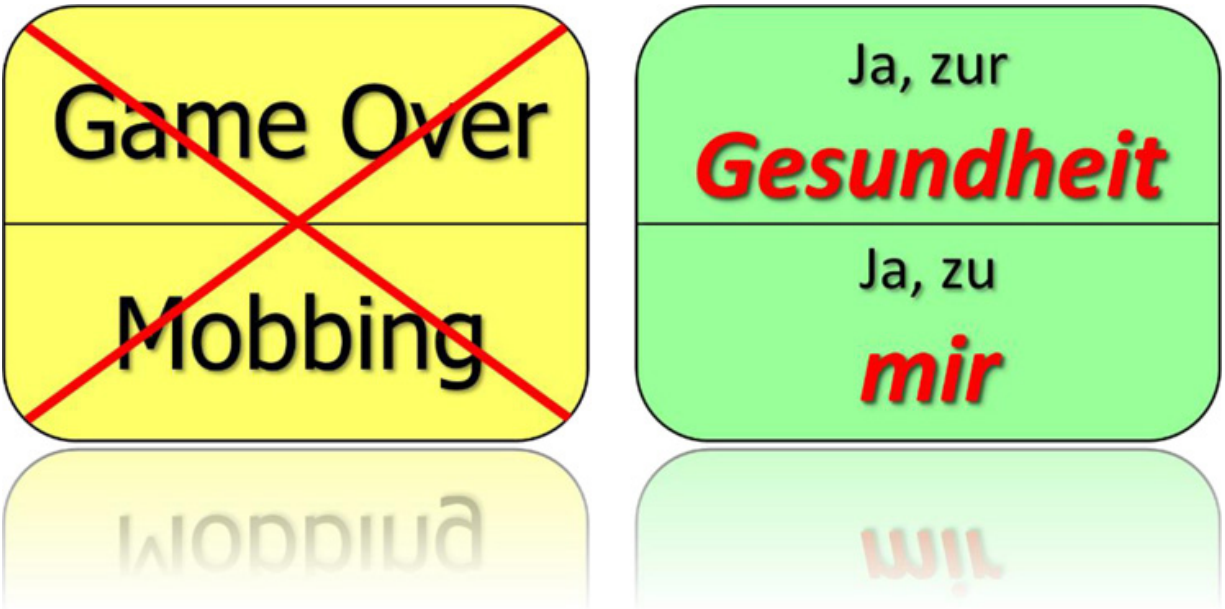 Game Over
Mobbing
Ja, zur
Gesundheit
Ja, zu
mir